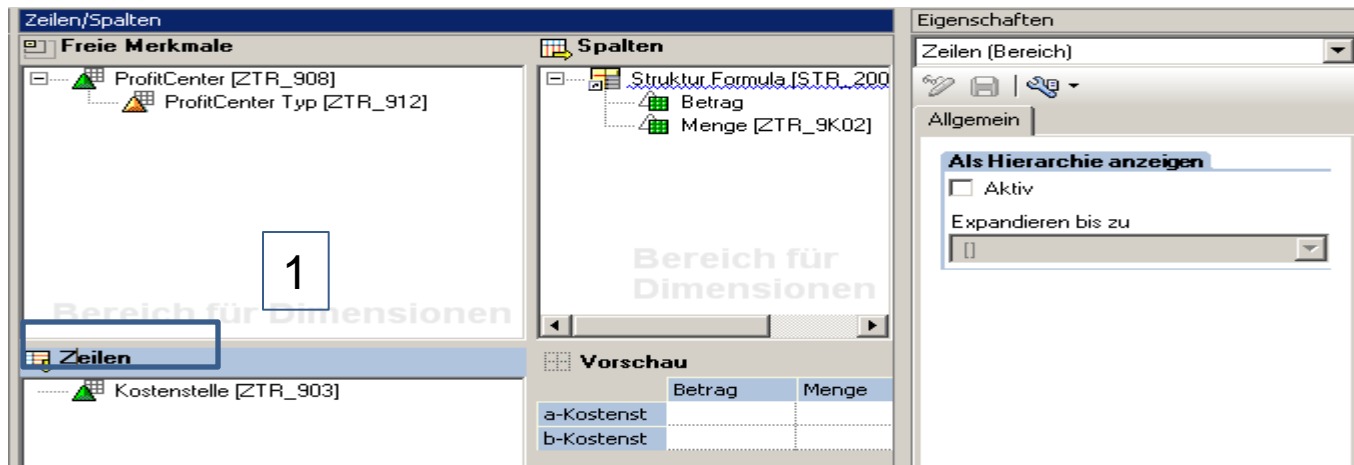 Zeilen/Spalten
Freie Merkmale
ProfitCenter [ZTR_908]
ProfitCenter Typ [ZTR_912]
1
Bereich für Dimensionen
Spalten
Struktur Formula [STR_200
Betrag
Menge [ZTR_9K02]
Bereich für
Dimensionen
Zeilen
Kostenstelle [ZTR_903]
Vorschau
Betrag Menge
a-Kostenst
b-Kostenst
Eigenschaften
Zeilen (Bereich)
Allgemein
Als Hierarchie anzeigen
Aktiv
Expandieren bis zu
[]